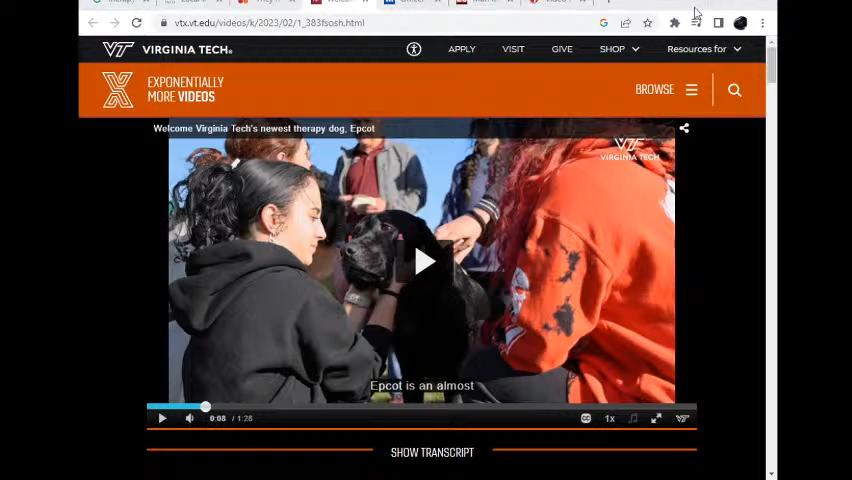 vtx.vt.edu/videos/k/2023/02/1_383fsosh.html
VT VIRGINIA TECH.
APPLY
VISIT
GIVE
SHOP
Resources for
EXPONENTIALLY
MORE VIDEOS
BROWSE
Welcome Virginia Tech's newest therapy dog, Epcot
VIRGINIA TECH
Epcot is an almost
0:08 / 1:28
CC
1x
SHOW TRANSCRIPT